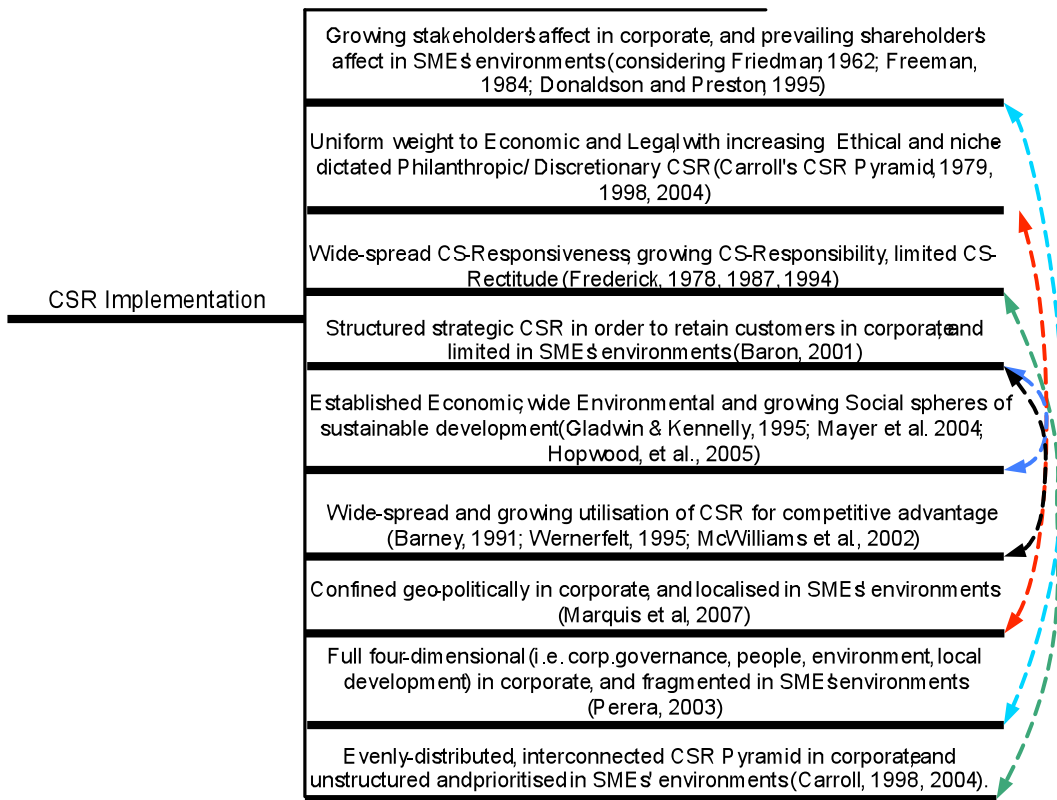 Growing stakeholder's affect in corporate, and prevailing shareholder's
affect in SME's environments (considering Friedman, 1962; Freeman,
1984; Donaldson and Preston, 1995)
Uniform weight to Economic and Legal, with increasing Ethical and niche-
dictated Philanthropic/ Discretionary CSR (Carroll's CSR Pyramid, 1979,
1998, 2004)
Wide-spread CS-Responsiveness, growing CS-Responsibility, limited CS-
Rectitude (Frederick, 1978, 1987, 1994)
CSR Implementation
Structured strategic CSR in order to retain customers in corporate, and
limited in SME's environments (Baron, 2001)
Established Economic, wide Environmental and growing Social spheres of
sustainable development (Gladwin & Kennelly, 1995; Mayer et al. 2004;
Hopwood, et al., 2005)
Wide-spread and growing utilisation of CSR for competitive advantage
(Barney, 1991; Wernerfelt, 1995; McWilliams et al., 2002)
Confined geo-politically in corporate, and localised in SMEs' environments
(Marquis et al, 2007)
Full four-dimensional (i.e. corp.governance, people, environment, local
development) in corporate, and fragmented in SME's environments
(Perera, 2003)
Evenly-distributed, interconnected CSR Pyramid in corporate, and
unstructured and prioritised in SMEs' environments (Carroll, 1998, 2004).